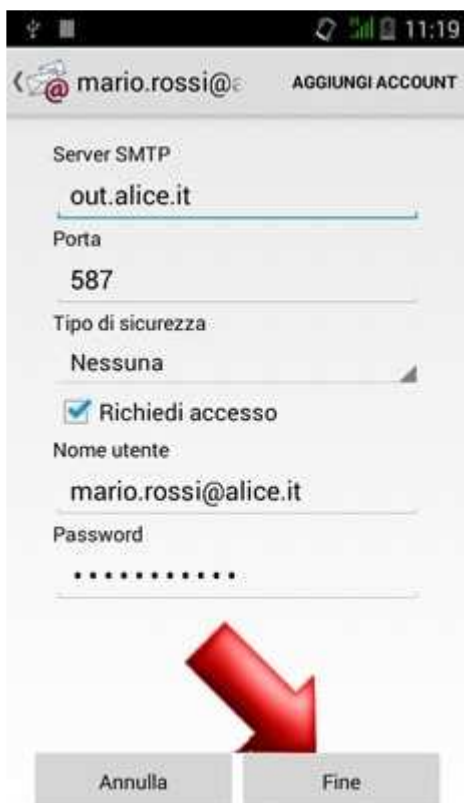 11:19
mario.rossi@a
AGGIUNGI ACCOUNT
Server SMTP
out.alice.it
Porta
587
Tipo di sicurezza
Nessuna
Richiedi accesso
Nome utente
mario.rossi@alice.it
Password
•••••••••••
Annulla
Fine